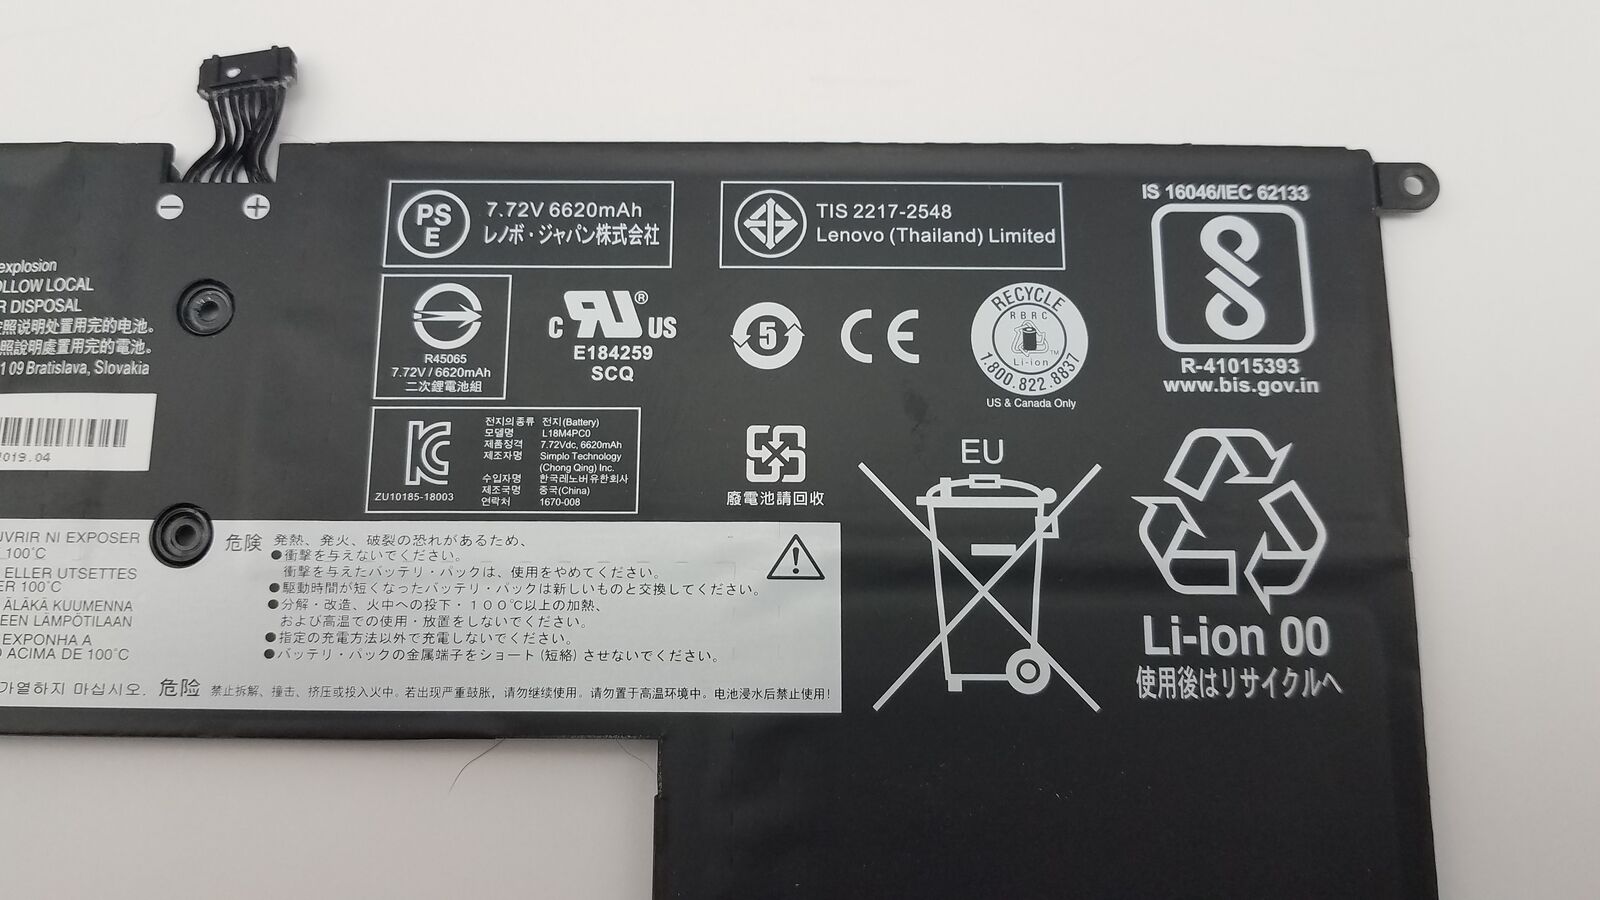 explosion
OLLOW LOCAL
R DISPOSAL
照说明处置用完的电池。
照說明處置用完的電池。
09 Bratislava, Slovakia
019.04
− +
PS
E
7.72V 6620mAh
レノボ・ジャパン株式会社
TIS 2217-2548
Lenovo (Thailand) Limited
IS 16046/IEC 62133
R-41015393
www.bis.gov.in
R45065
7.72V / 6620mAh
二次鋰電池組
C RU® US
E184259
SCQ
5
CE
RECYCLE
RBRC
Li-ion
TM
1.800.822.8837
US & Canada Only
KC
ZU10185-18003
전지의종류 전지(Battery)
모델명 L18M4PC0
제품정격 7.72Vdc, 6620mAh
제조자명 Simplo Technology
(Chong Qing) Inc.
수입자명 한국레노버유한회사
제조국명 중국(China)
연락처 1670-008
廢電池請回收
EU
Li-ion 00
使用後はリサイクルへ
UVRIR NI EXPOSER
100°C
ELLER UTSETTES
ER 100°C
ÄLÄKÄ KUUMENNA
EEN LÄMPÖTILAAN
EXPONHA A
ACIMA DE 100°C
危険 発熱、発火、破裂の恐れがあるため、
●衝撃を与えないでください。
衝撃を与えたバッテリ・パックは、使用をやめてください。
●駆動時間が短くなったバッテリ・パックは新しいものと交換してください。
●分解・改造、火中への投下・100℃以上の加熱、
および高温での使用・放置をしないでください。
●指定の充電方法以外で充電しないでください。
●バッテリ・パックの金属端子をショート(短絡)させないでください。
가열하지 마십시오. 危险 禁止拆解、撞击、挤压或投入火中。若出现严重鼓胀，请勿继续使用。请勿置于高温环境中。电池浸水后禁止使用！